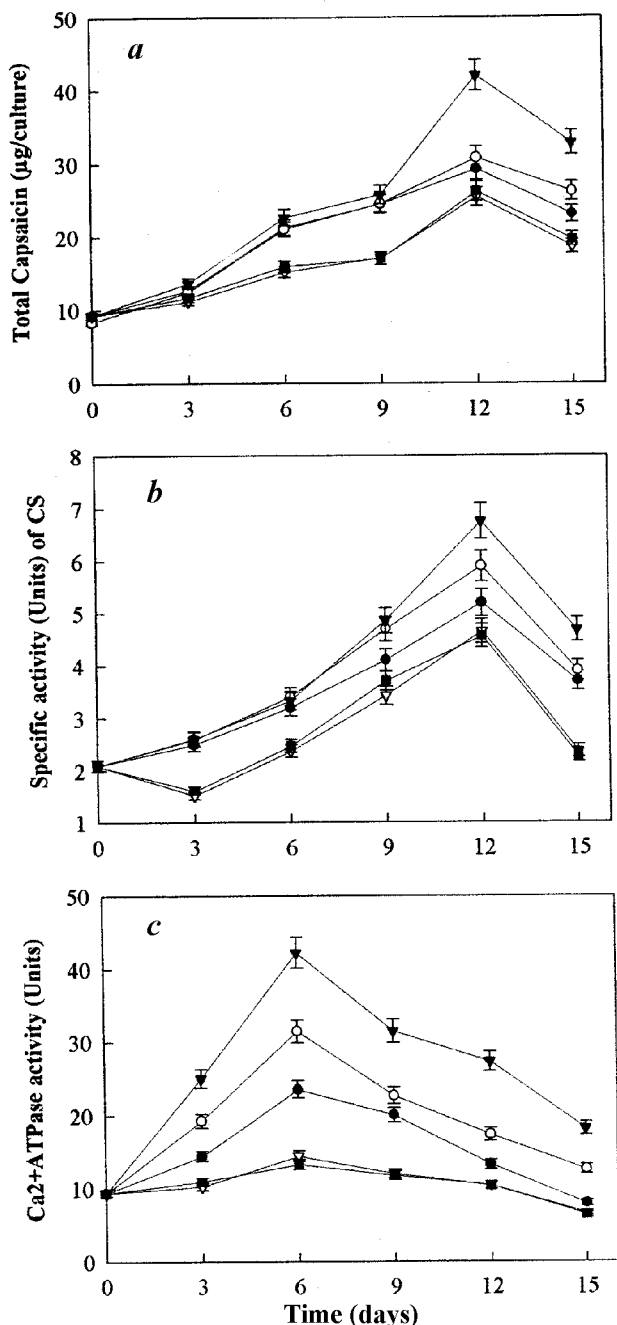 a
50
40
30
20
10
0
Total Capsaicin (µg/culture)
0 3 6 9 12 15
b
8
7
6
5
4
3
2
1
Specific activity (Units) of CS
0 3 6 9 12 15
c
50
40
30
20
10
0
Ca2+ATPase activity (Units)
0 3 6 9 12 15
Time (days)